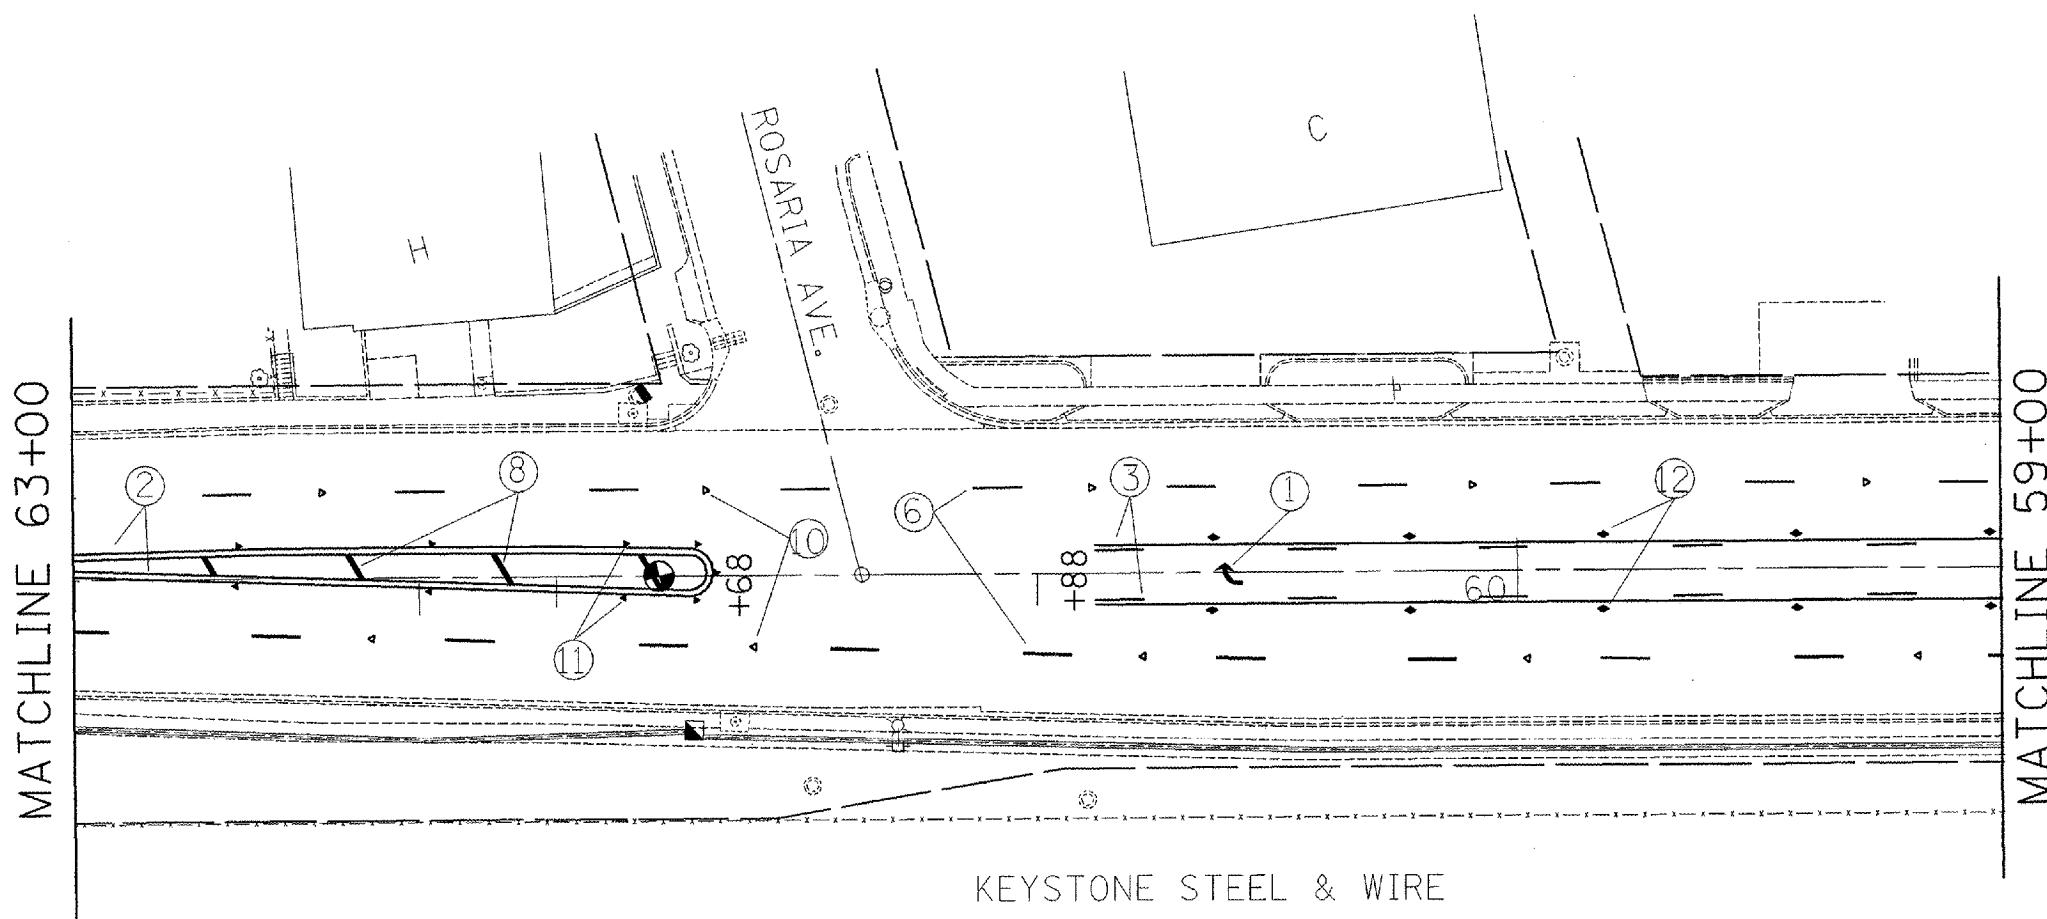 ROSARIA AVE.
C
H
MATCHLINE 63+00
MATCHLINE 59+00
2
8
10
6
3
1
12
+68
+88
60
11
P
KEYSTONE STEEL & WIRE